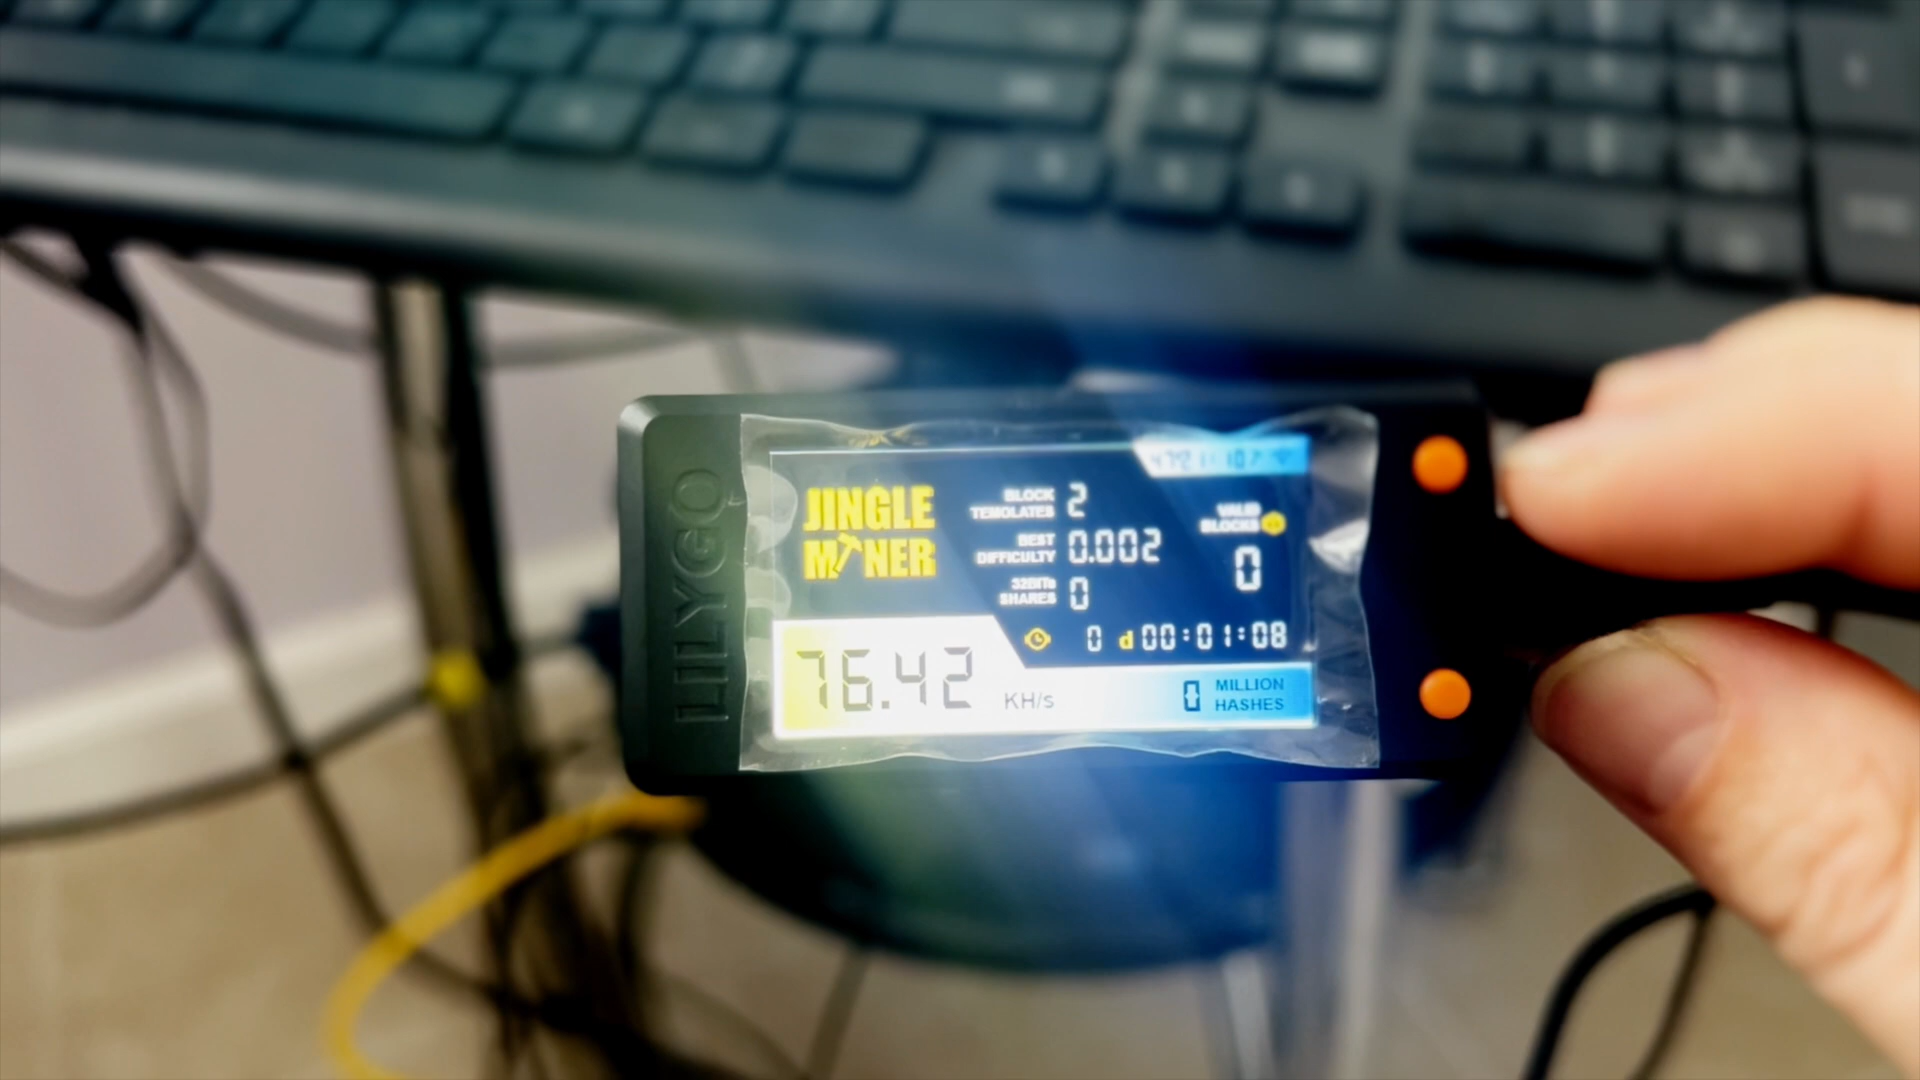 LILYGO
JINGLE
MINER
BLOCK
TEMOLATES 2
BEST
DIFFICULTY 0.002
32BITs
SHARES 0
VALID
BLOCKS
0
0 d 00:01:08
76.42 KH/s
0 MILLION
HASHES